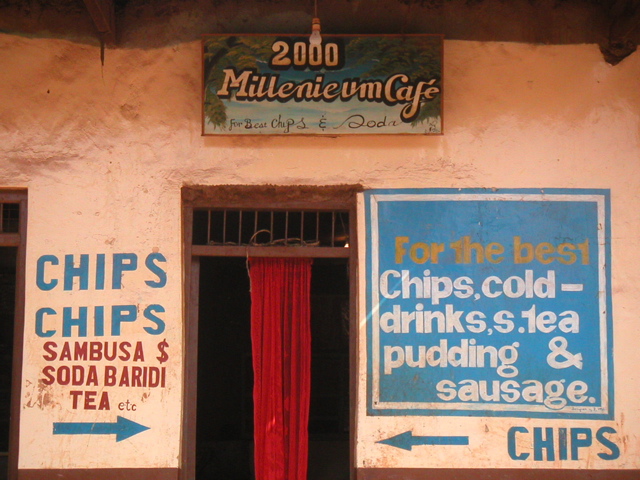 2000
Millenievm Café
for Best Chips & Soda
CHIPS
CHIPS
SAMBUSA $
SODA BARIDI
TEA etc
For the best
Chips,cold-
drinks,s.tea
pudding &
sausage.
CHIPS